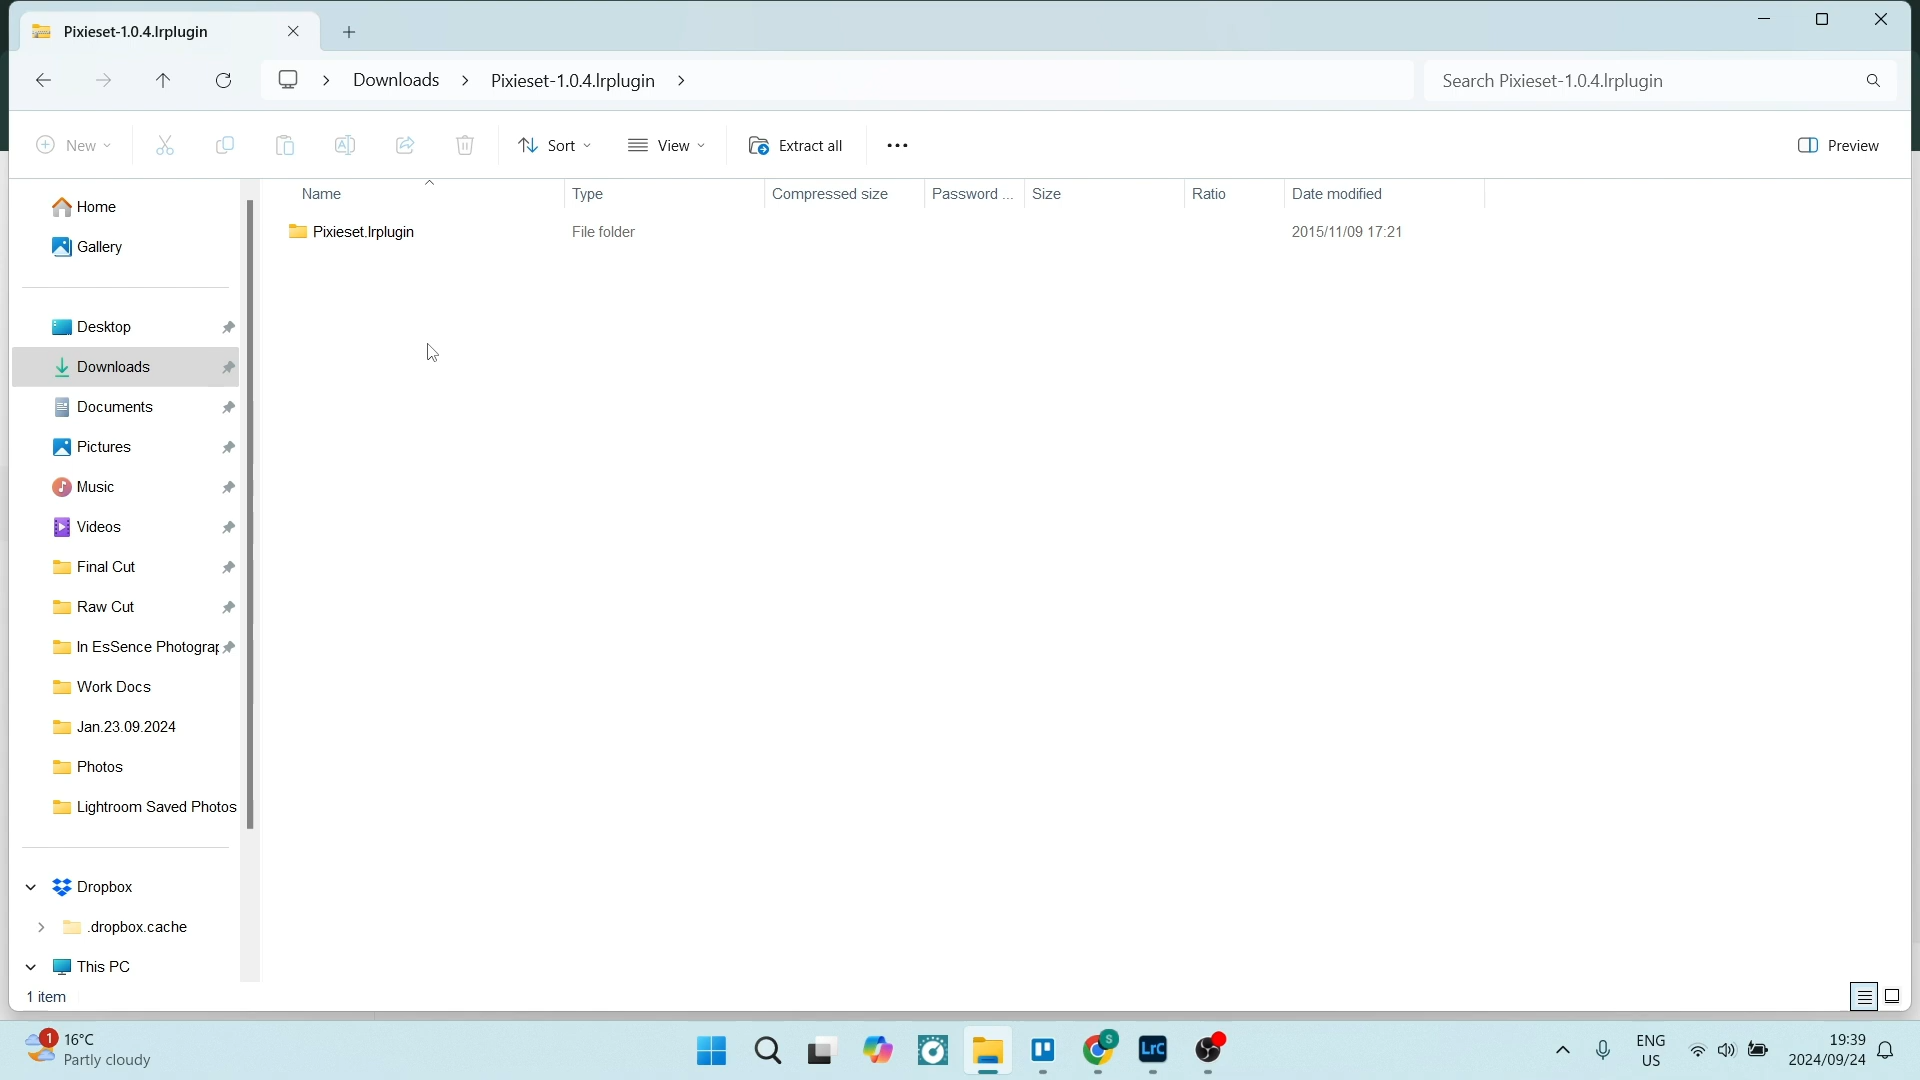 Pixieset-1.0.4.lrplugin
Downloads
Pixieset-1.0.4.lrplugin
Search Pixieset-1.0.4.lrplugin
New
Sort
View
Extract all
Preview
Name
Type
Compressed size
Password ...
Size
Ratio
Date modified
Pixieset.lrplugin
File folder
2015/11/09 17:21
Home
Gallery
Desktop
Downloads
Documents
Pictures
Music
Videos
Final Cut
Raw Cut
In EsSence Photograp
Work Docs
Jan.23.09.2024
Photos
Lightroom Saved Photos
Dropbox
.dropbox.cache
This PC
1 item
1
16°C
Partly cloudy
S
LrC
ENG
US
19:39
2024/09/24